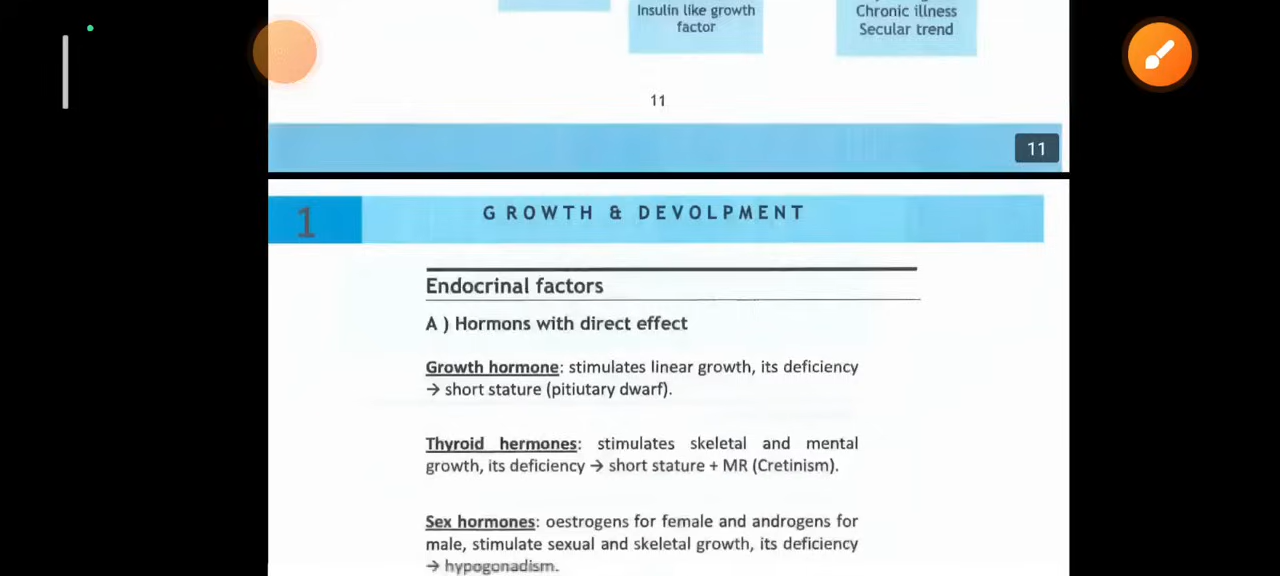 Insulin like growth
factor
Chronic illness
Secular trend
11
11
1
GROWTH & DEVOLPMENT
Endocrinal factors
A ) Hormons with direct effect
Growth hormone: stimulates linear growth, its deficiency
→ short stature (pitiutary dwarf).
Thyroid hermones: stimulates skeletal and mental
growth, its deficiency → short stature + MR (Cretinism).
Sex hormones: oestrogens for female and androgens for
male, stimulate sexual and skeletal growth, its deficiency
→ hypogonadism.